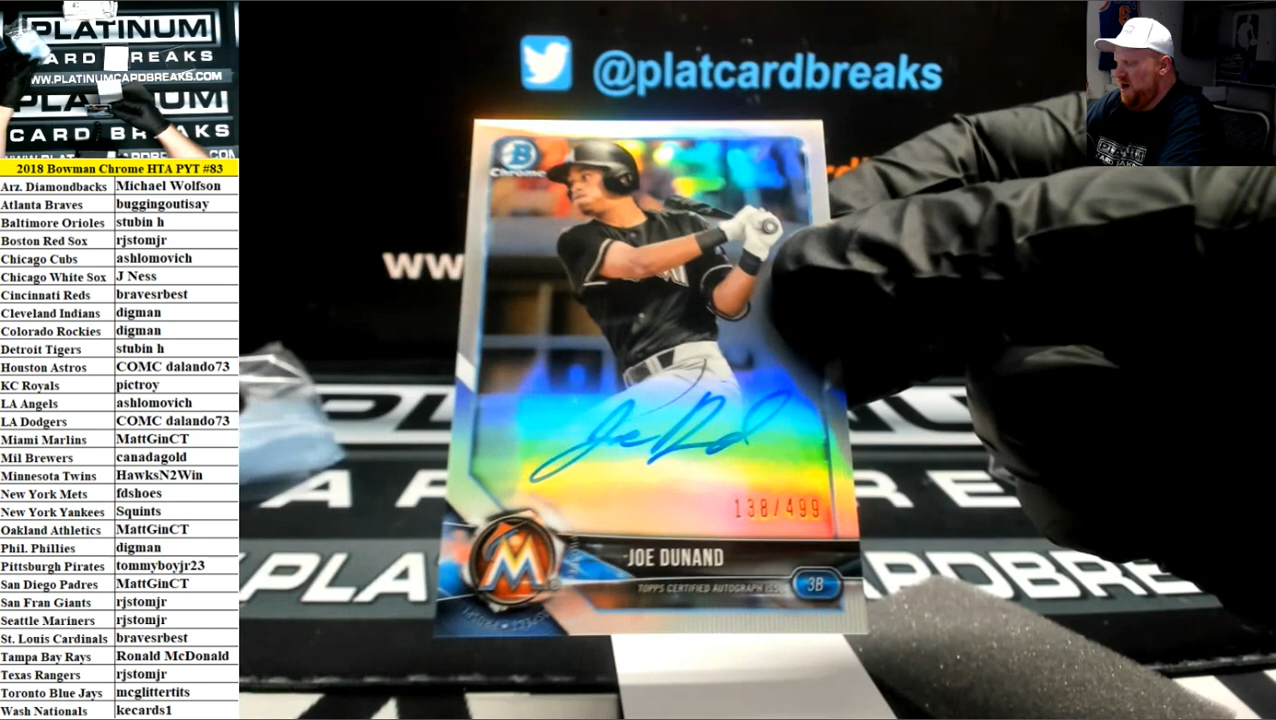 PLATINUM
ARD BREAKS
WWW.PLATINUMCARDBREAKS.COM
CARD BREAKS
2018 Bowman Chrome HTA PYT #83
Arz. Diamondbacks Michael Wolfson
Atlanta Braves buggingoutisay
Baltimore Orioles stubin h
Boston Red Sox rjstomjr
Chicago Cubs ashlomovich
Chicago White Sox J Ness
Cincinnati Reds bravesrbest
Cleveland Indians digman
Colorado Rockies digman
Detroit Tigers stubin h
Houston Astros COMC dalando73
KC Royals pictroy
LA Angels ashlomovich
LA Dodgers COMC dalando73
Miami Marlins MattGinCT
Mil Brewers canadagold
Minnesota Twins HawksN2Win
New York Mets fdshoes
New York Yankees Squints
Oakland Athletics MattGinCT
Phil. Phillies digman
Pittsburgh Pirates tommyboyjr23
San Diego Padres MattGinCT
San Fran Giants rjstomjr
Seattle Mariners rjstomjr
St. Louis Cardinals bravesrbest
Tampa Bay Rays Ronald McDonald
Texas Rangers rjstomjr
Toronto Blue Jays mcglittertits
Wash Nationals kecards1
@platcardbreaks
ww
B
Chrome
138/499
M
JOE DUNAND
TOPPS CERTIFIED AUTOGRAPH ISS
3B